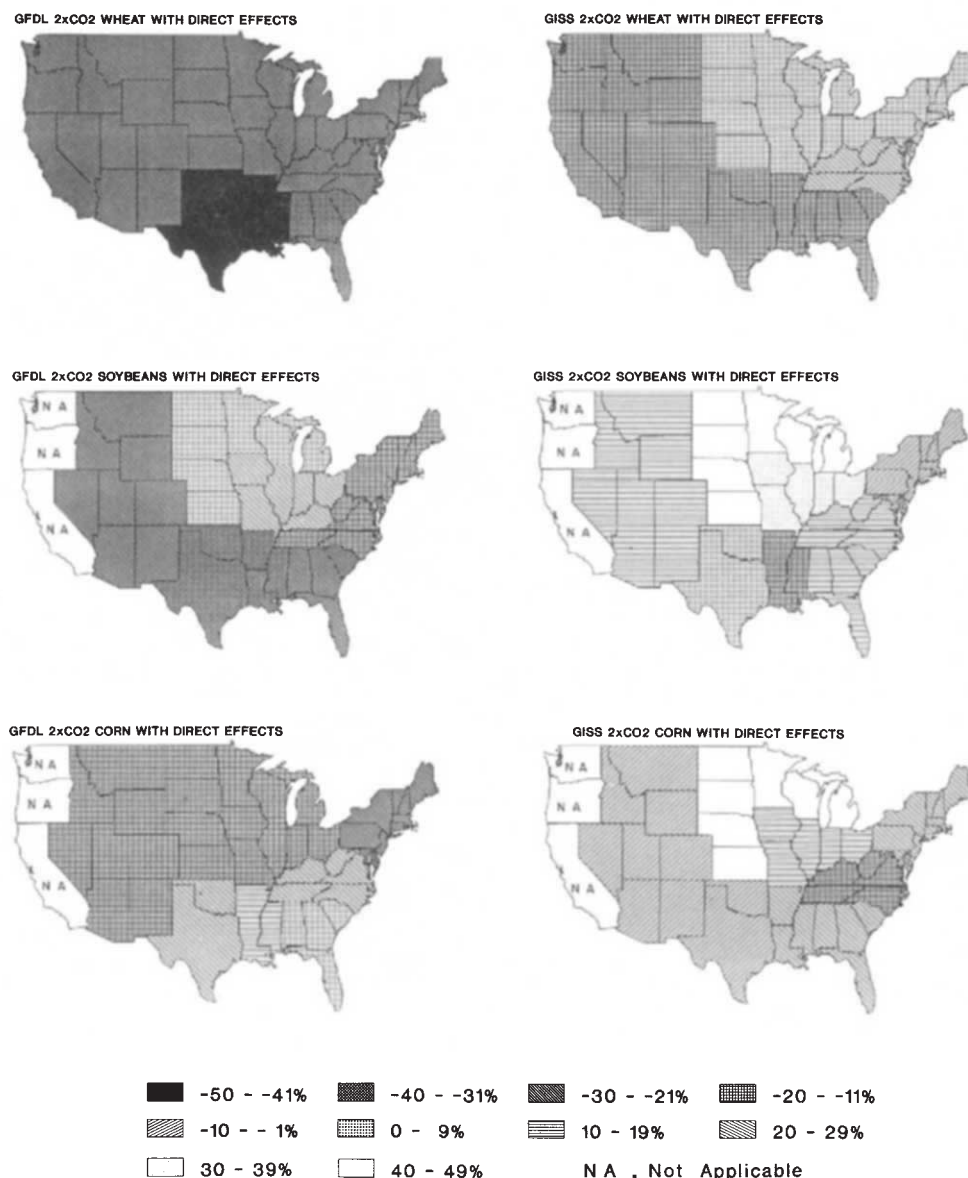 GFDL 2xCO2 WHEAT WITH DIRECT EFFECTS
GISS 2xCO2 WHEAT WITH DIRECT EFFECTS
GFDL 2xCO2 SOYBEANS WITH DIRECT EFFECTS
GISS 2xCO2 SOYBEANS WITH DIRECT EFFECTS
NA
NA
NA
NA
NA
NA
GFDL 2xCO2 CORN WITH DIRECT EFFECTS
GISS 2xCO2 CORN WITH DIRECT EFFECTS
NA
NA
NA
NA
NA
NA
-50 - -41%
-40 - -31%
-30 - -21%
-20 - -11%
-10 - - 1%
0 - 9%
10 - 19%
20 - 29%
30 - 39%
40 - 49%
NA . Not Applicable